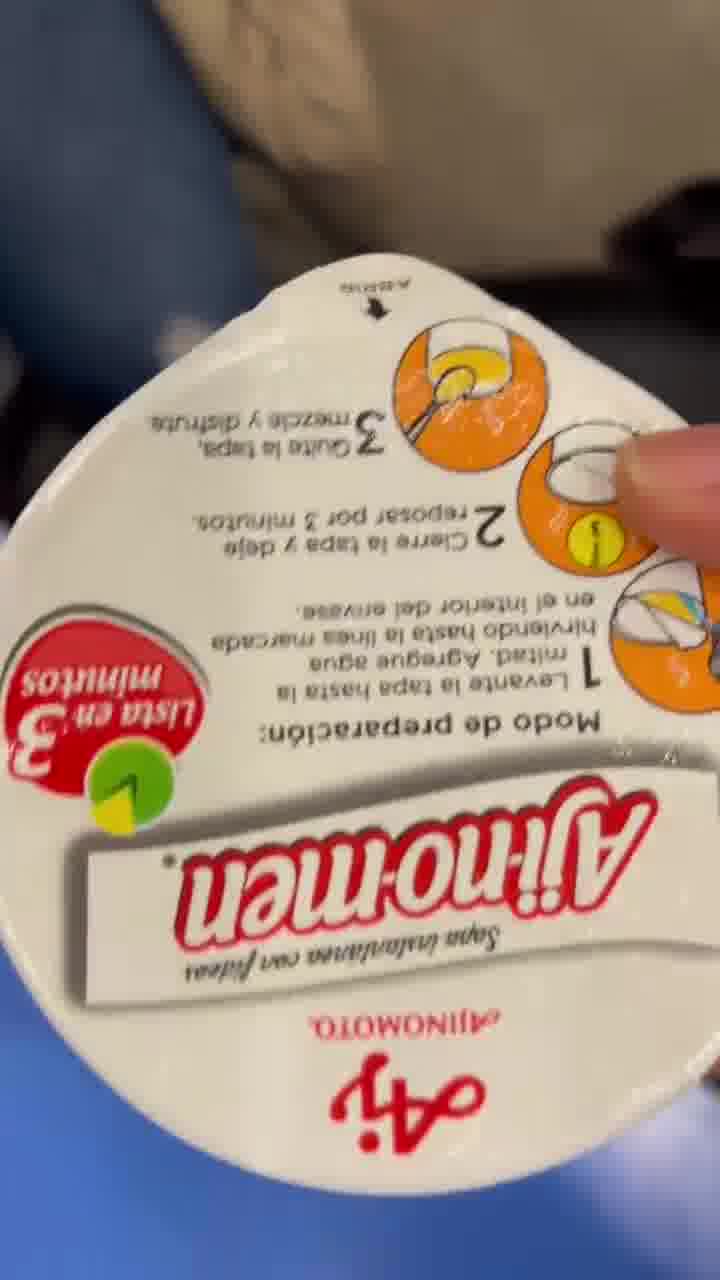 Aj
AJINOMOTO.
Sopa instantánea con fideos
Aji-no-men
Modo de preparación:
1 Levante la tapa hasta la
mitad. Agregue agua
hirviendo hasta la línea marcada
en el interior del envase.
2 Cierre la tapa y deje
reposar por 3 minutos.
3 Quite la tapa,
mezcle y disfrute.
Lista en 3
minutos
ABRIR